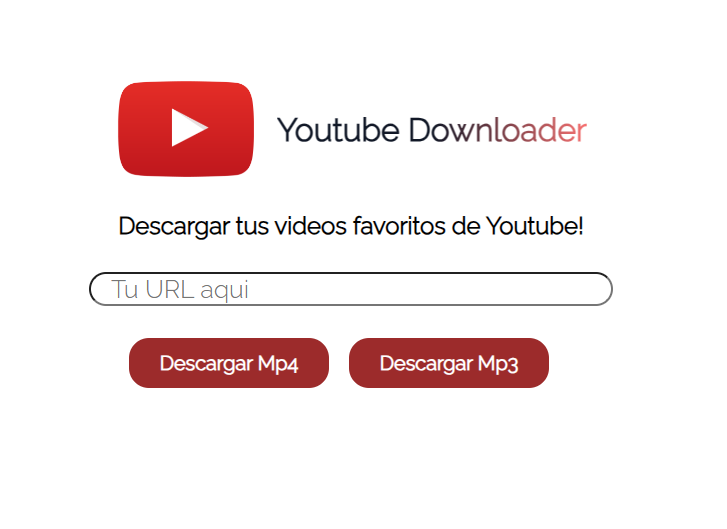 Youtube Downloader
Descargar tus videos favoritos de Youtube!
Tu URL aqui
Descargar Mp4
Descargar Mp3